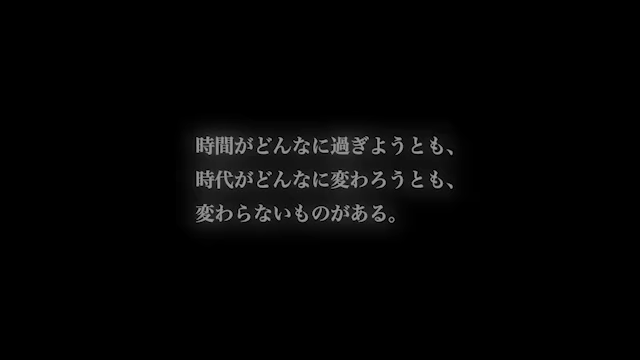 時間がどんなに過ぎようとも、
時代がどんなに変わろうとも、
変わらないものがある。